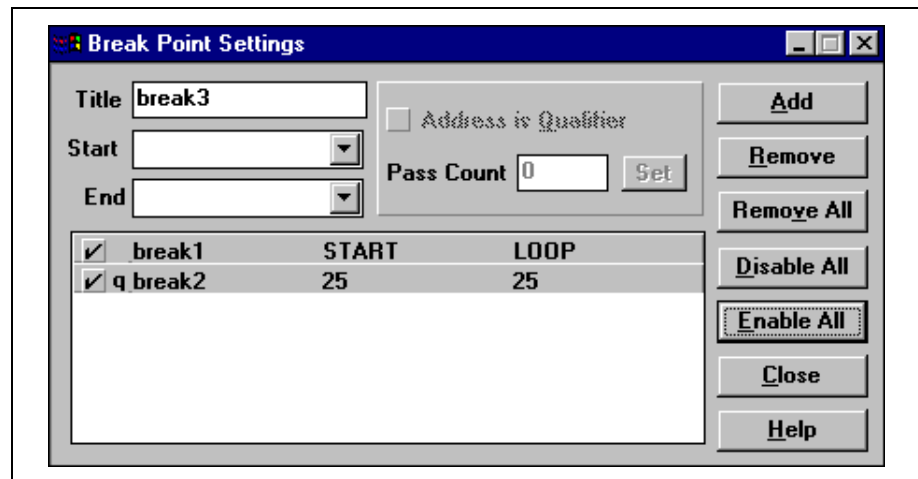 Break Point Settings
Title break3
Start
End
Address is Qualifier
Pass Count 0 Set
break1 START LOOP
q break2 25 25
Add
Remove
Remove All
Disable All
Enable All
Close
Help